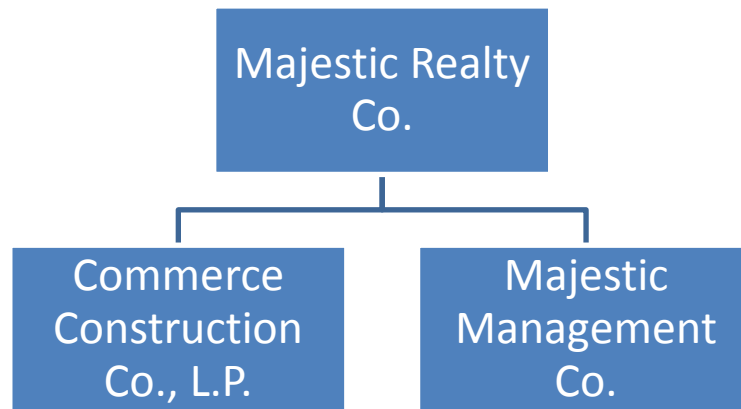 Majestic Realty
Co.
Commerce
Construction
Co., L.P.
Majestic
Management
Co.